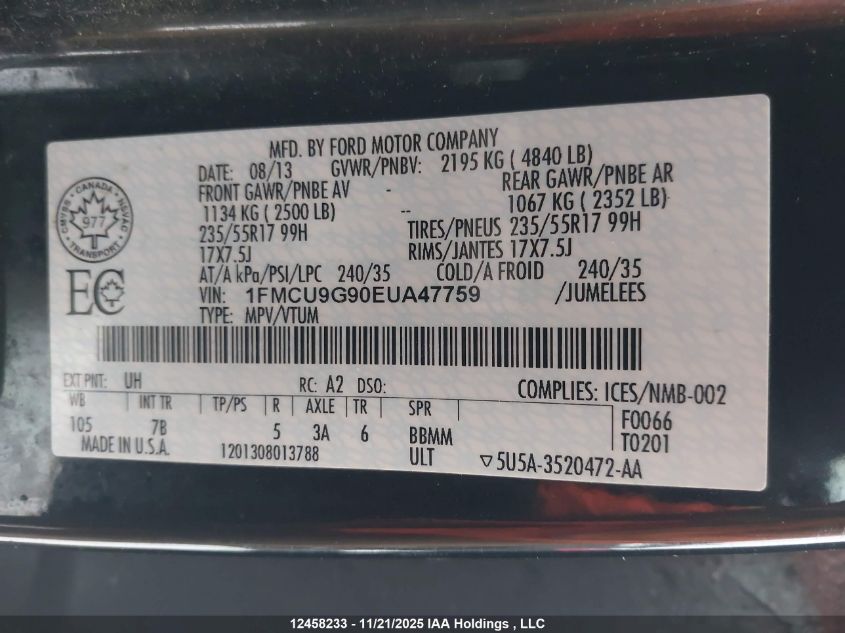 MFD. BY FORD MOTOR COMPANY
DATE: 08/13 GVWR/PNBV: 2195 KG ( 4840 LB)
FRONT GAWR/PNBE AV - REAR GAWR/PNBE AR
1134 KG ( 2500 LB) -- 1067 KG ( 2352 LB)
235/55R17 99H TIRES/PNEUS 235/55R17 99H
17X7.5J RIMS/JANTES 17X7.5J
AT/A kPa/PSI/LPC 240/35 COLD/A FROID 240/35
VIN: 1FMCU9G90EUA47759 /JUMELEES
TYPE: MPV/VTUM
CANADA
CMVSS NSVAC
977
TRANSPORT
EC
EXT PNT: UH RC: A2 DSO: COMPLIES: ICES/NMB-002
WB INT TR TP/PS R AXLE TR SPR F0066
105 7B 5 3A 6 BBMM T0201
MADE IN U.S.A. 1201308013788 ULT ▽5U5A-3520472-AA
12458233 - 11/21/2025 IAA Holdings , LLC